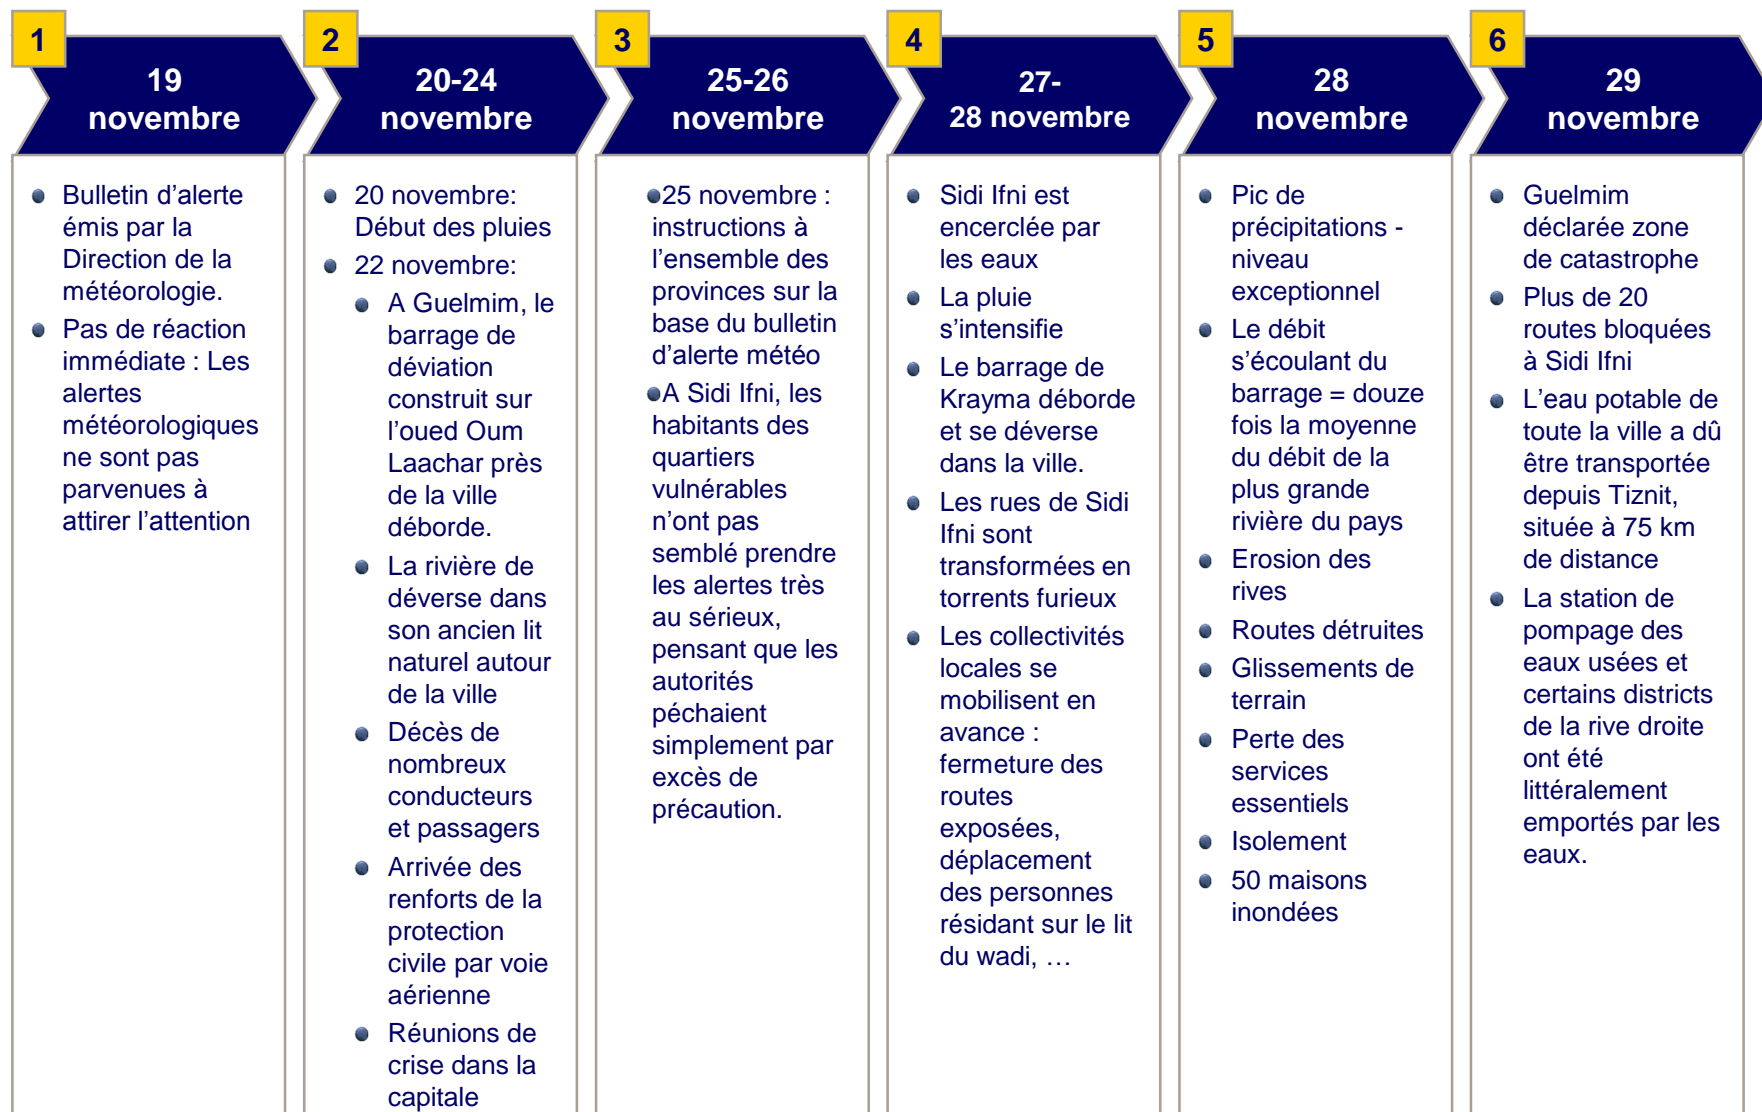 1
19
novembre
Bulletin d’alerte
émis par la
Direction de la
météorologie.
Pas de réaction
immédiate : Les
alertes
météorologiques
ne sont pas
parvenues à
attirer l’attention
2
20-24
novembre
20 novembre:
Début des pluies
22 novembre:
A Guelmim, le
barrage de
déviation
construit sur
l’oued Oum
Laachar près
de la ville
déborde.
La rivière de
déverse dans
son ancien lit
naturel autour
de la ville
Décès de
nombreux
conducteurs
et passagers
Arrivée des
renforts de la
protection
civile par voie
aérienne
Réunions de
crise dans la
capitale
3
25-26
novembre
25 novembre :
instructions à
l’ensemble des
provinces sur la
base du bulletin
d’alerte météo
A Sidi Ifni, les
habitants des
quartiers
vulnérables
n’ont pas
semblé prendre
les alertes très
au sérieux,
pensant que les
autorités
péchaient
simplement par
excès de
précaution.
4
27-
28 novembre
Sidi Ifni est
encerclée par
les eaux
La pluie
s’intensifie
Le barrage de
Krayma déborde
et se déverse
dans la ville.
Les rues de Sidi
Ifni sont
transformées en
torrents furieux
Les collectivités
locales se
mobilisent en
avance :
fermeture des
routes
exposées,
déplacement
des personnes
résidant sur le lit
du wadi, …
5
28
novembre
Pic de
précipitations -
niveau
exceptionnel
Le débit
s’écoulant du
barrage = douze
fois la moyenne
du débit de la
plus grande
rivière du pays
Erosion des
rives
Routes détruites
Glissements de
terrain
Perte des
services
essentiels
Isolement
50 maisons
inondées
6
29
novembre
Guelmim
déclarée zone
de catastrophe
Plus de 20
routes bloquées
à Sidi Ifni
L’eau potable de
toute la ville a dû
être transportée
depuis Tiznit,
située à 75 km
de distance
La station de
pompage des
eaux usées et
certains districts
de la rive droite
ont été
littéralement
emportés par les
eaux.